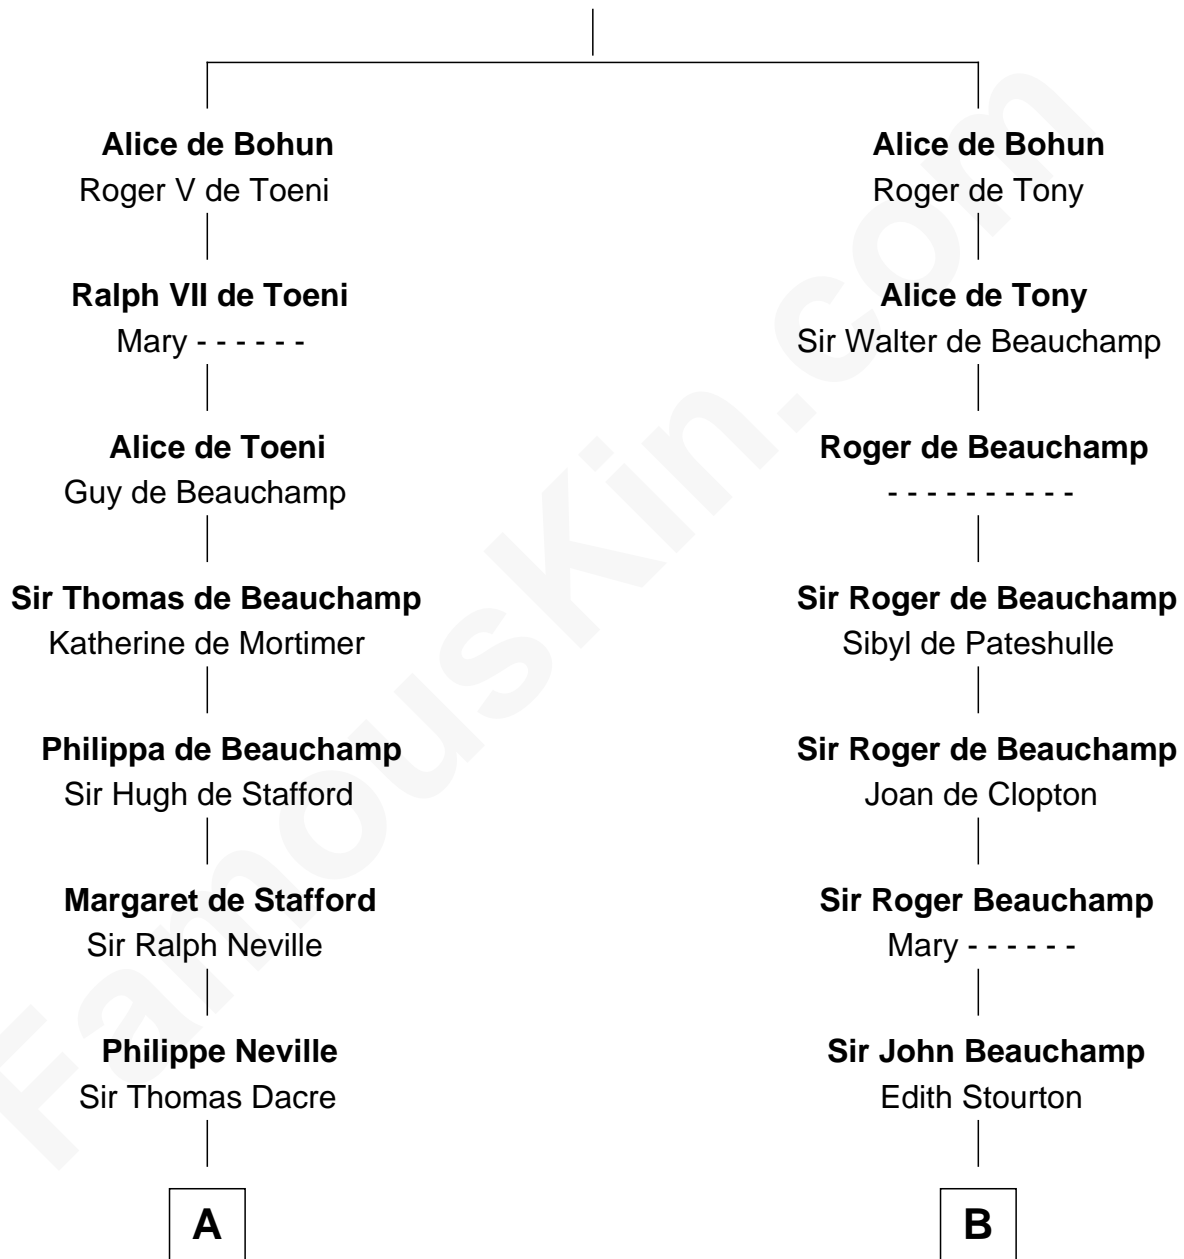 Alice de Bohun
Roger V de Toeni
Ralph VII de Toeni
Mary - - - - - -
Alice de Toeni
Guy de Beauchamp
Sir Thomas de Beauchamp
Katherine de Mortimer
Philippa de Beauchamp
Sir Hugh de Stafford
Margaret de Stafford
Sir Ralph Neville
Philippe Neville
Sir Thomas Dacre
A
Alice de Bohun
Roger de Tony
Alice de Tony
Sir Walter de Beauchamp
Roger de Beauchamp
- - - - - - - - - -
Sir Roger de Beauchamp
Sibyl de Pateshulle
Sir Roger de Beauchamp
Joan de Clopton
Sir Roger Beauchamp
Mary - - - - - -
Sir John Beauchamp
Edith Stourton
B
FamousKin.com